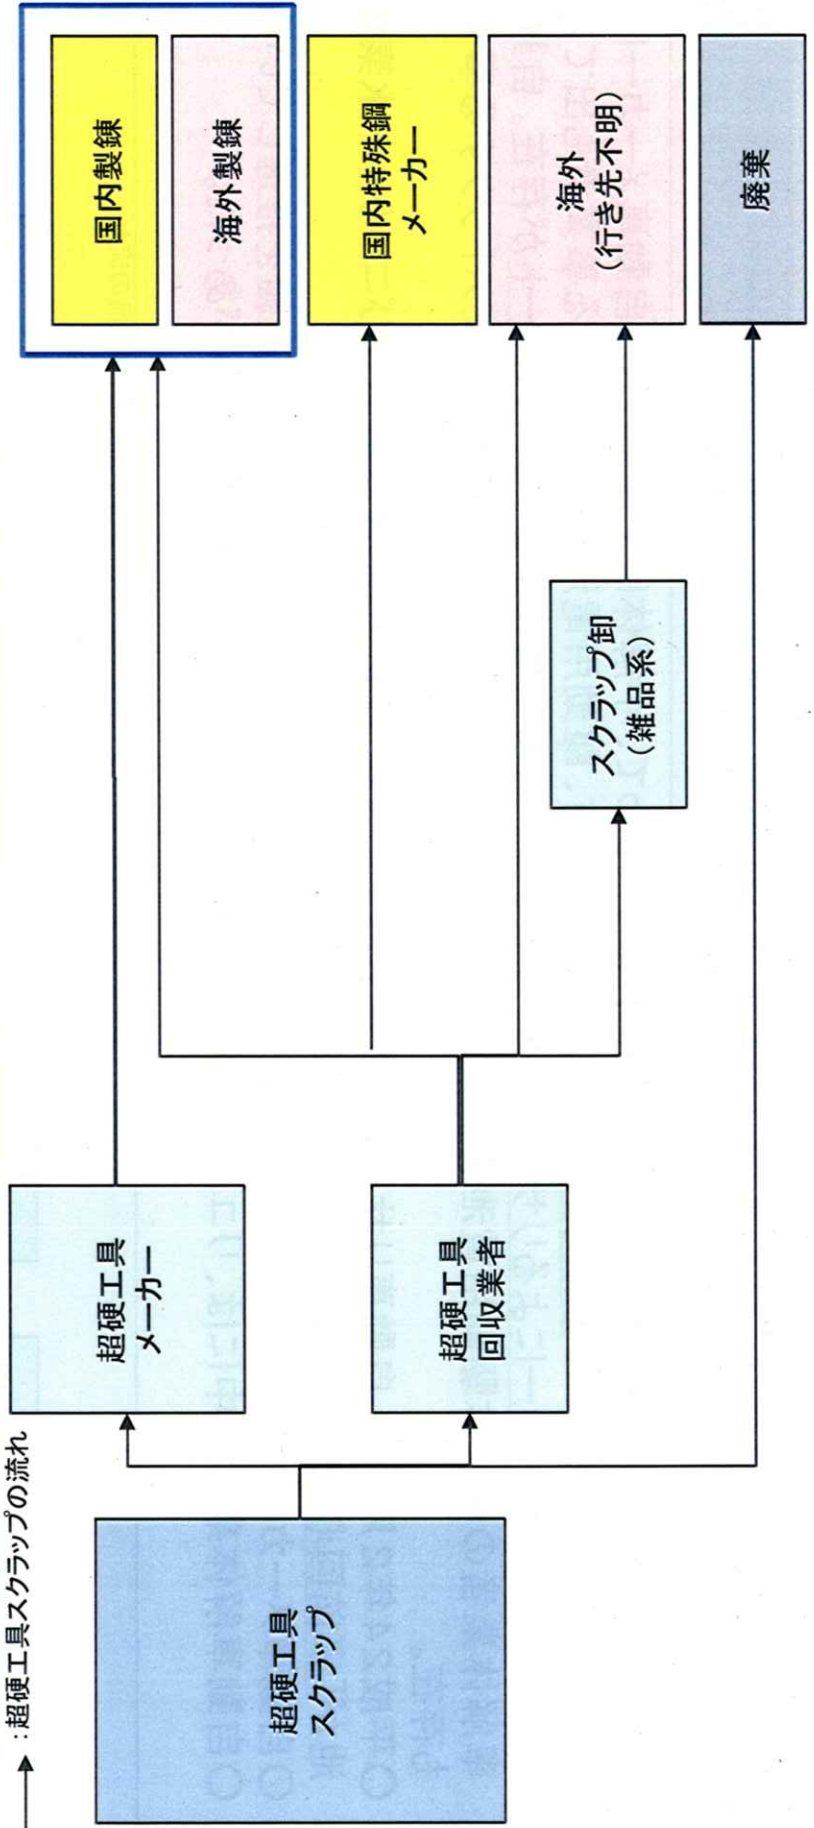 :超硬工具スクラップの流れ
超硬工具
スクラップ
超硬工具
メーカー
超硬工具
回収業者
スクラップ卸
(雑品系)
国内製錬
海外製錬
国内特殊鋼
メーカー
海外
(行き先不明)
廃棄